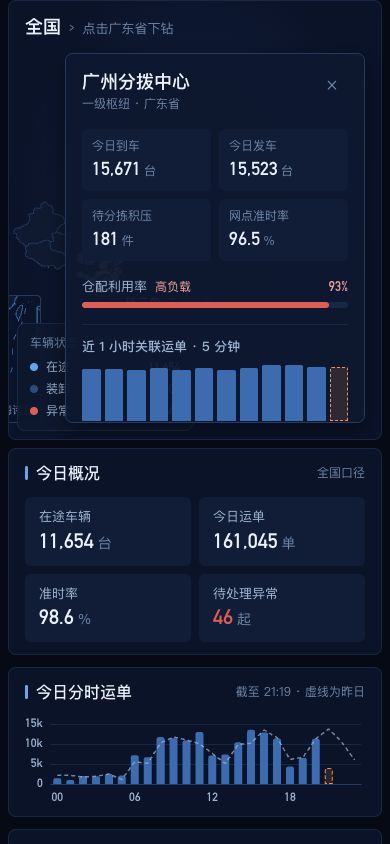 全国 › 点击广东省下钻
广州分拨中心 ×
一级枢纽 · 广东省
今日到车 今日发车
15,671 台 15,523 台
待分拣积压 网点准时率
181 件 96.5 %
仓配利用率 高负载 93%
近 1 小时关联运单 · 5 分钟
车辆状
在途
装卸
异常
今日概况 全国口径
在途车辆 今日运单
11,654 台 161,045 单
准时率 待处理异常
98.6 % 46 起
今日分时运单 截至 21:19 · 虚线为昨日
15k
10k
5k
0
00 06 12 18